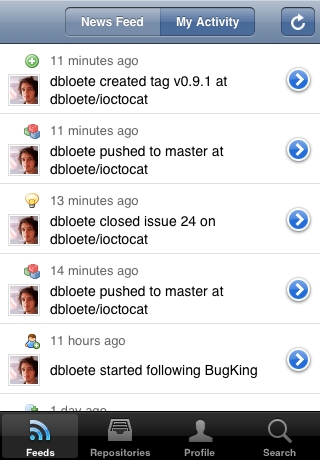 News Feed My Activity
11 minutes ago
dbloete created tag v0.9.1 at
dbloete/ioctocat
11 minutes ago
dbloete pushed to master at
dbloete/ioctocat
13 minutes ago
dbloete closed issue 24 on
dbloete/ioctocat
14 minutes ago
dbloete pushed to master at
dbloete/ioctocat
11 hours ago
dbloete started following BugKing
1 day ago
Feeds Repositories Profile Search